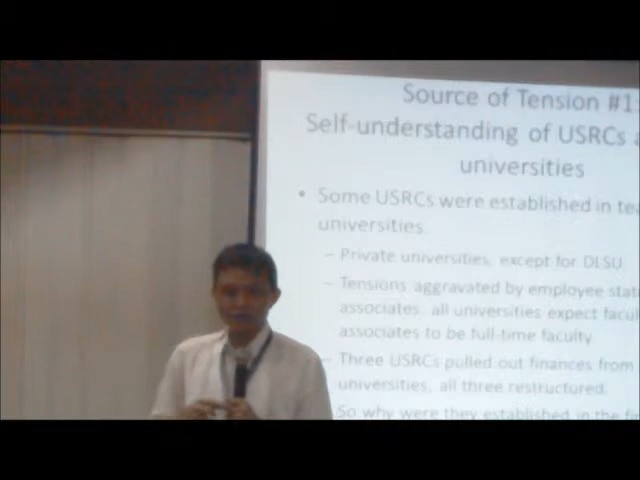 Source of Tension #1:
Self-understanding of USRCs
universities
• Some USRCs were established in
universities.
– Private universities, except for DLSU
– Tensions aggravated by employee
associates: all universities expect
associates to be full-time faculty
– Three USRCs pulled out finances from
universities, all three restructured.
So why were they established in the